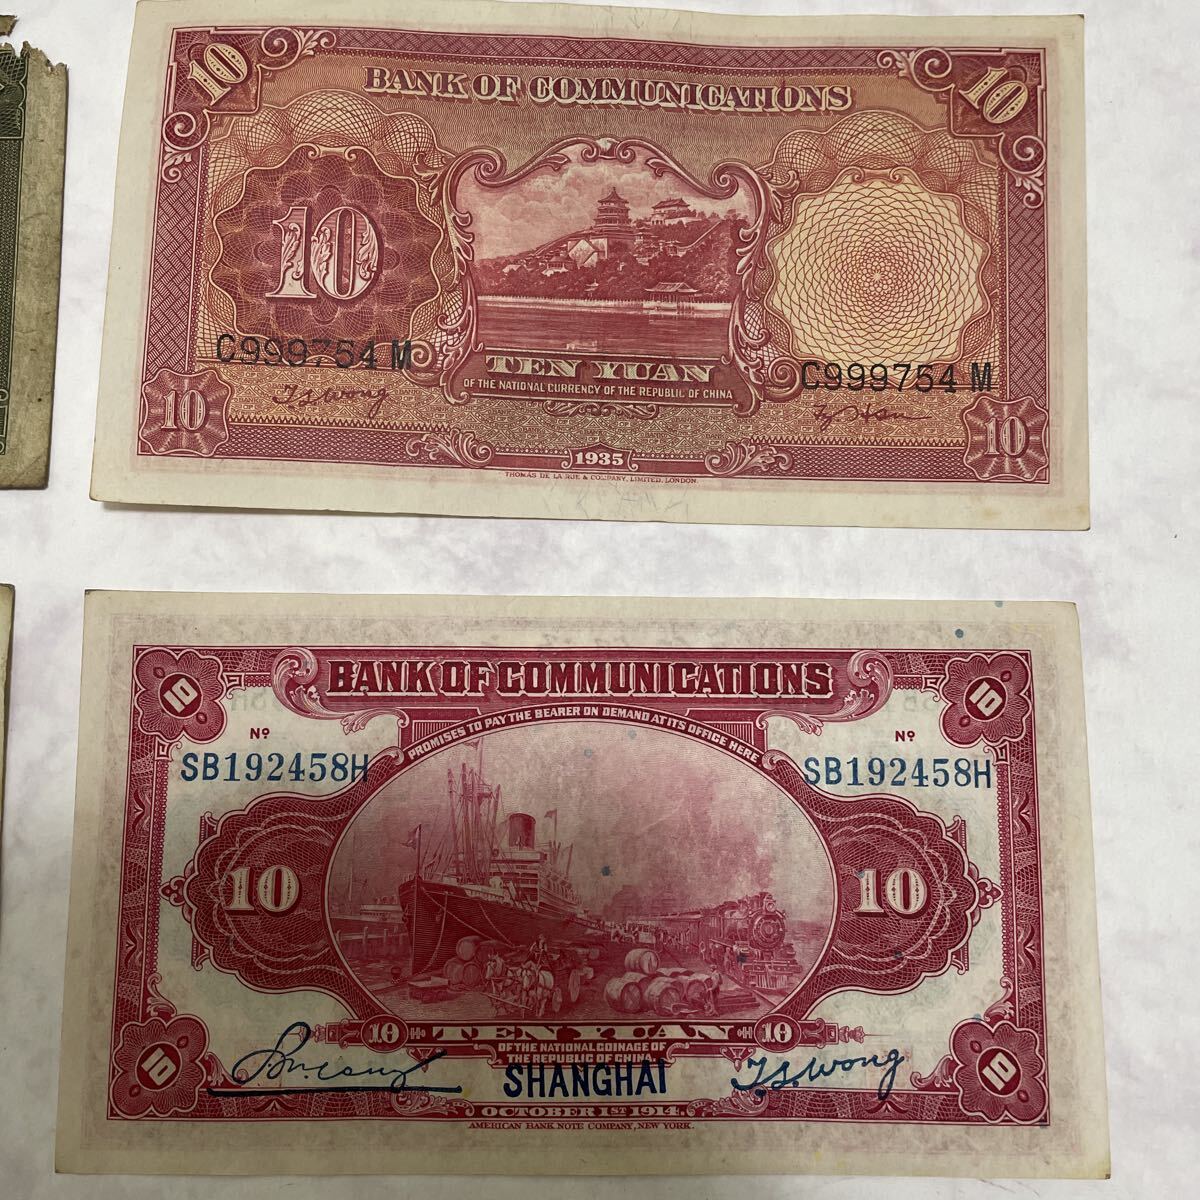 10 10
BANK OF COMMUNICATIONS
10
C999754 M
C999754 M
TEN YUAN
OF THE NATIONAL CURRENCY OF THE REPUBLIC OF CHINA
T.S.Wong
10 10
1935
THOMAS DE LA RUE & COMPANY, LIMITED, LONDON.
BANK OF COMMUNICATIONS
10 10
PROMISES TO PAY THE BEARER ON DEMAND AT ITS OFFICE HERE
Nº Nº
SB192458H SB192458H
10 10
10 TEN YUAN 10
OF THE NATIONAL COINAGE OF
THE REPUBLIC OF CHINA
10 10
SHANGHAI T.S.Wong
OCTOBER 1ST 1914.
AMERICAN BANK NOTE COMPANY, NEW YORK.